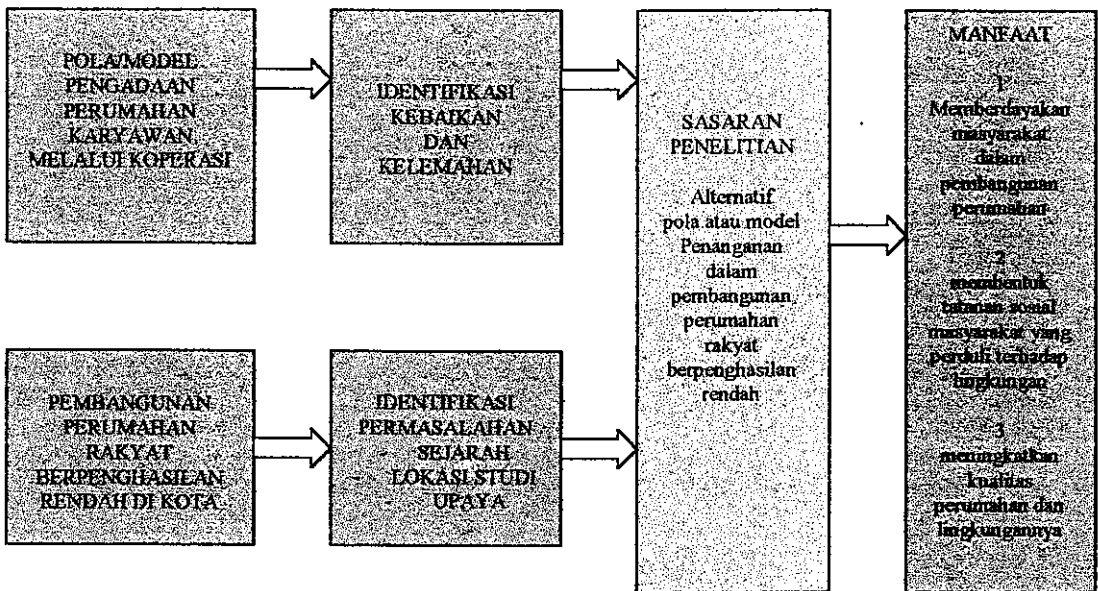 POLA/MODEL
PENGADAAN
PERUMAHAN
KARYAWAN
MELALUI KOPERASI
IDENTIFIKASI
KEBAIKAN
DAN
KELEMAHAN
PEMBANGUNAN
PERUMAHAN
RAKYAT
BERPENGHASILAN
RENDAH DI KOTA
IDENTIFIKASI
PERMASALAHAN
- SEJARAH
- LOKASI STUDI
- UPAYA
SASARAN
PENELITIAN
Alternatif
pola atau model
Penanganan
dalam
pembangunan
perumahan
rakyat
berpenghasilan
rendah
MANFAAT
1
Memberdayakan
masyarakat
dalam
pembangunan
perumahan
2
membentuk
tatanan sosial
masyarakat yang
perduli terhadap
lingkungan
3
meningkatkan
kualitas
perumahan dan
lingkungannya